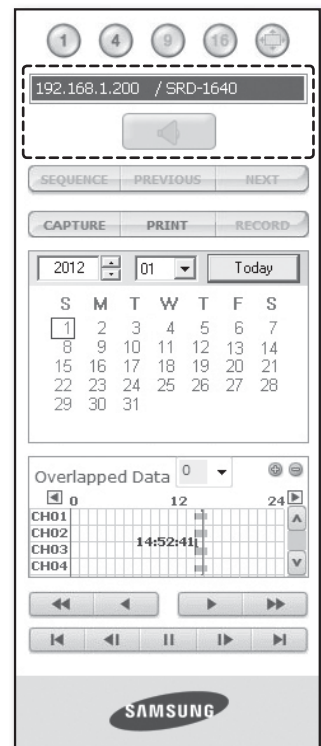 1 4 9 16
192.168.1.200 / SRD-1640
SEQUENCE PREVIOUS NEXT
CAPTURE PRINT RECORD
2012 01 Today
S M T W T F S
1 2 3 4 5 6 7
8 9 10 11 12 13 14
15 16 17 18 19 20 21
22 23 24 25 26 27 28
29 30 31
Overlapped Data 0
0 12 24
CH01
CH02
14:52:41
CH03
CH04
SAMSUNG